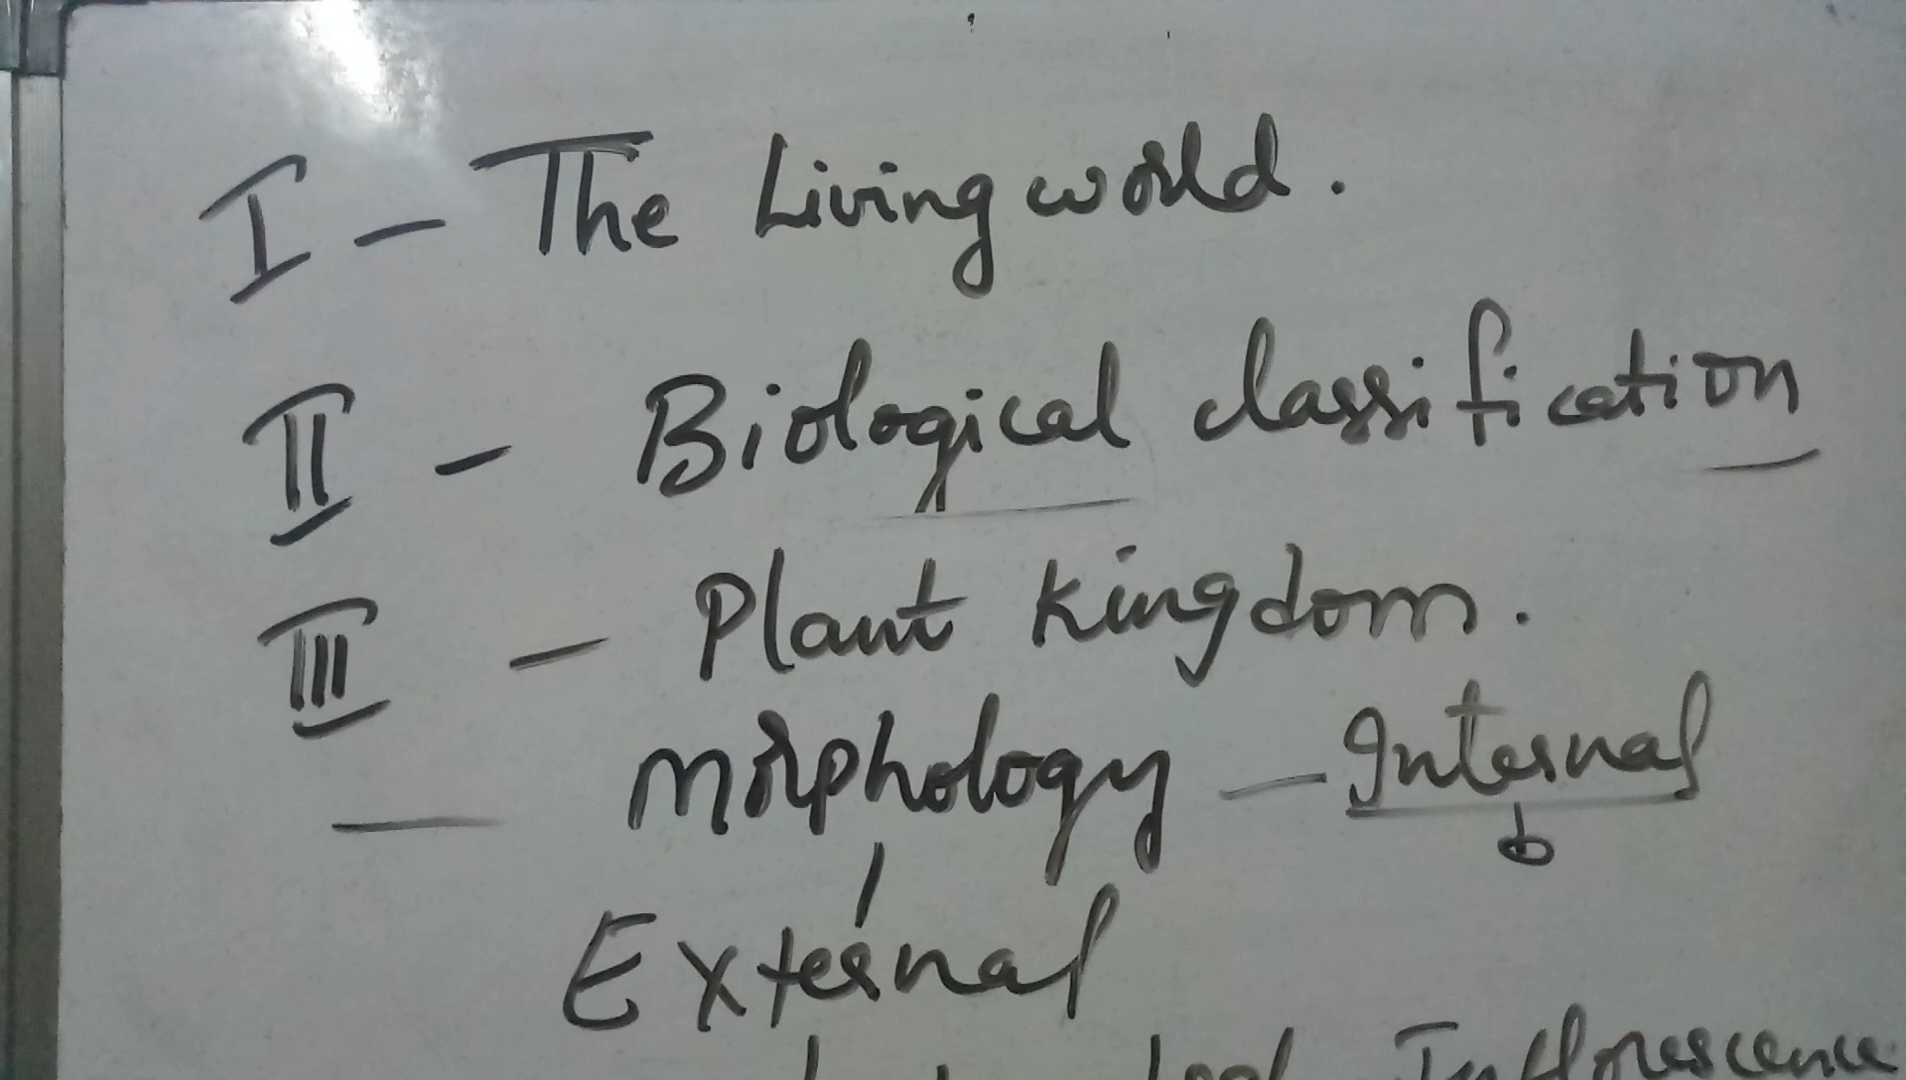 I - The Living world.
II - Biological classification
III - Plant kingdom.
— morphology - Internal
External
Inflorescence